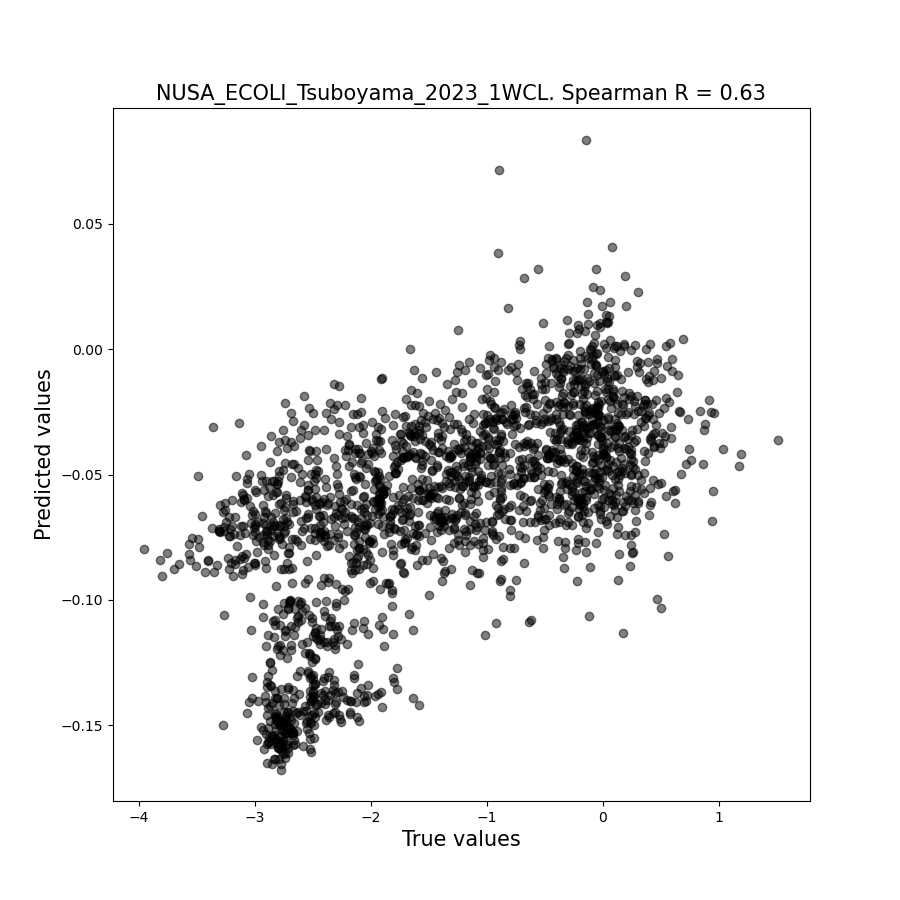 NUSA_ECOLI_Tsuboyama_2023_1WCL. Spearman R = 0.63
Predicted values
0.05
0.00
−0.05
−0.10
−0.15
−4 −3 −2 −1 0 1
True values